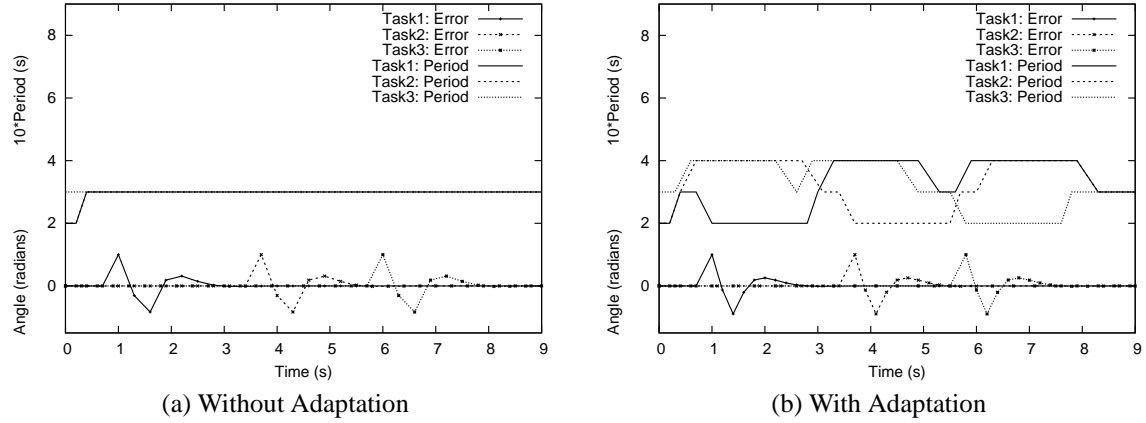 Task1: Error
Task2: Error
Task3: Error
Task1: Period
Task2: Period
Task3: Period
8
6
4
2
0
10*Period (s)
Angle (radians)
0 1 2 3 4 5 6 7 8 9
Time (s)
(a) Without Adaptation
Task1: Error
Task2: Error
Task3: Error
Task1: Period
Task2: Period
Task3: Period
8
6
4
2
0
10*Period (s)
Angle (radians)
0 1 2 3 4 5 6 7 8 9
Time (s)
(b) With Adaptation